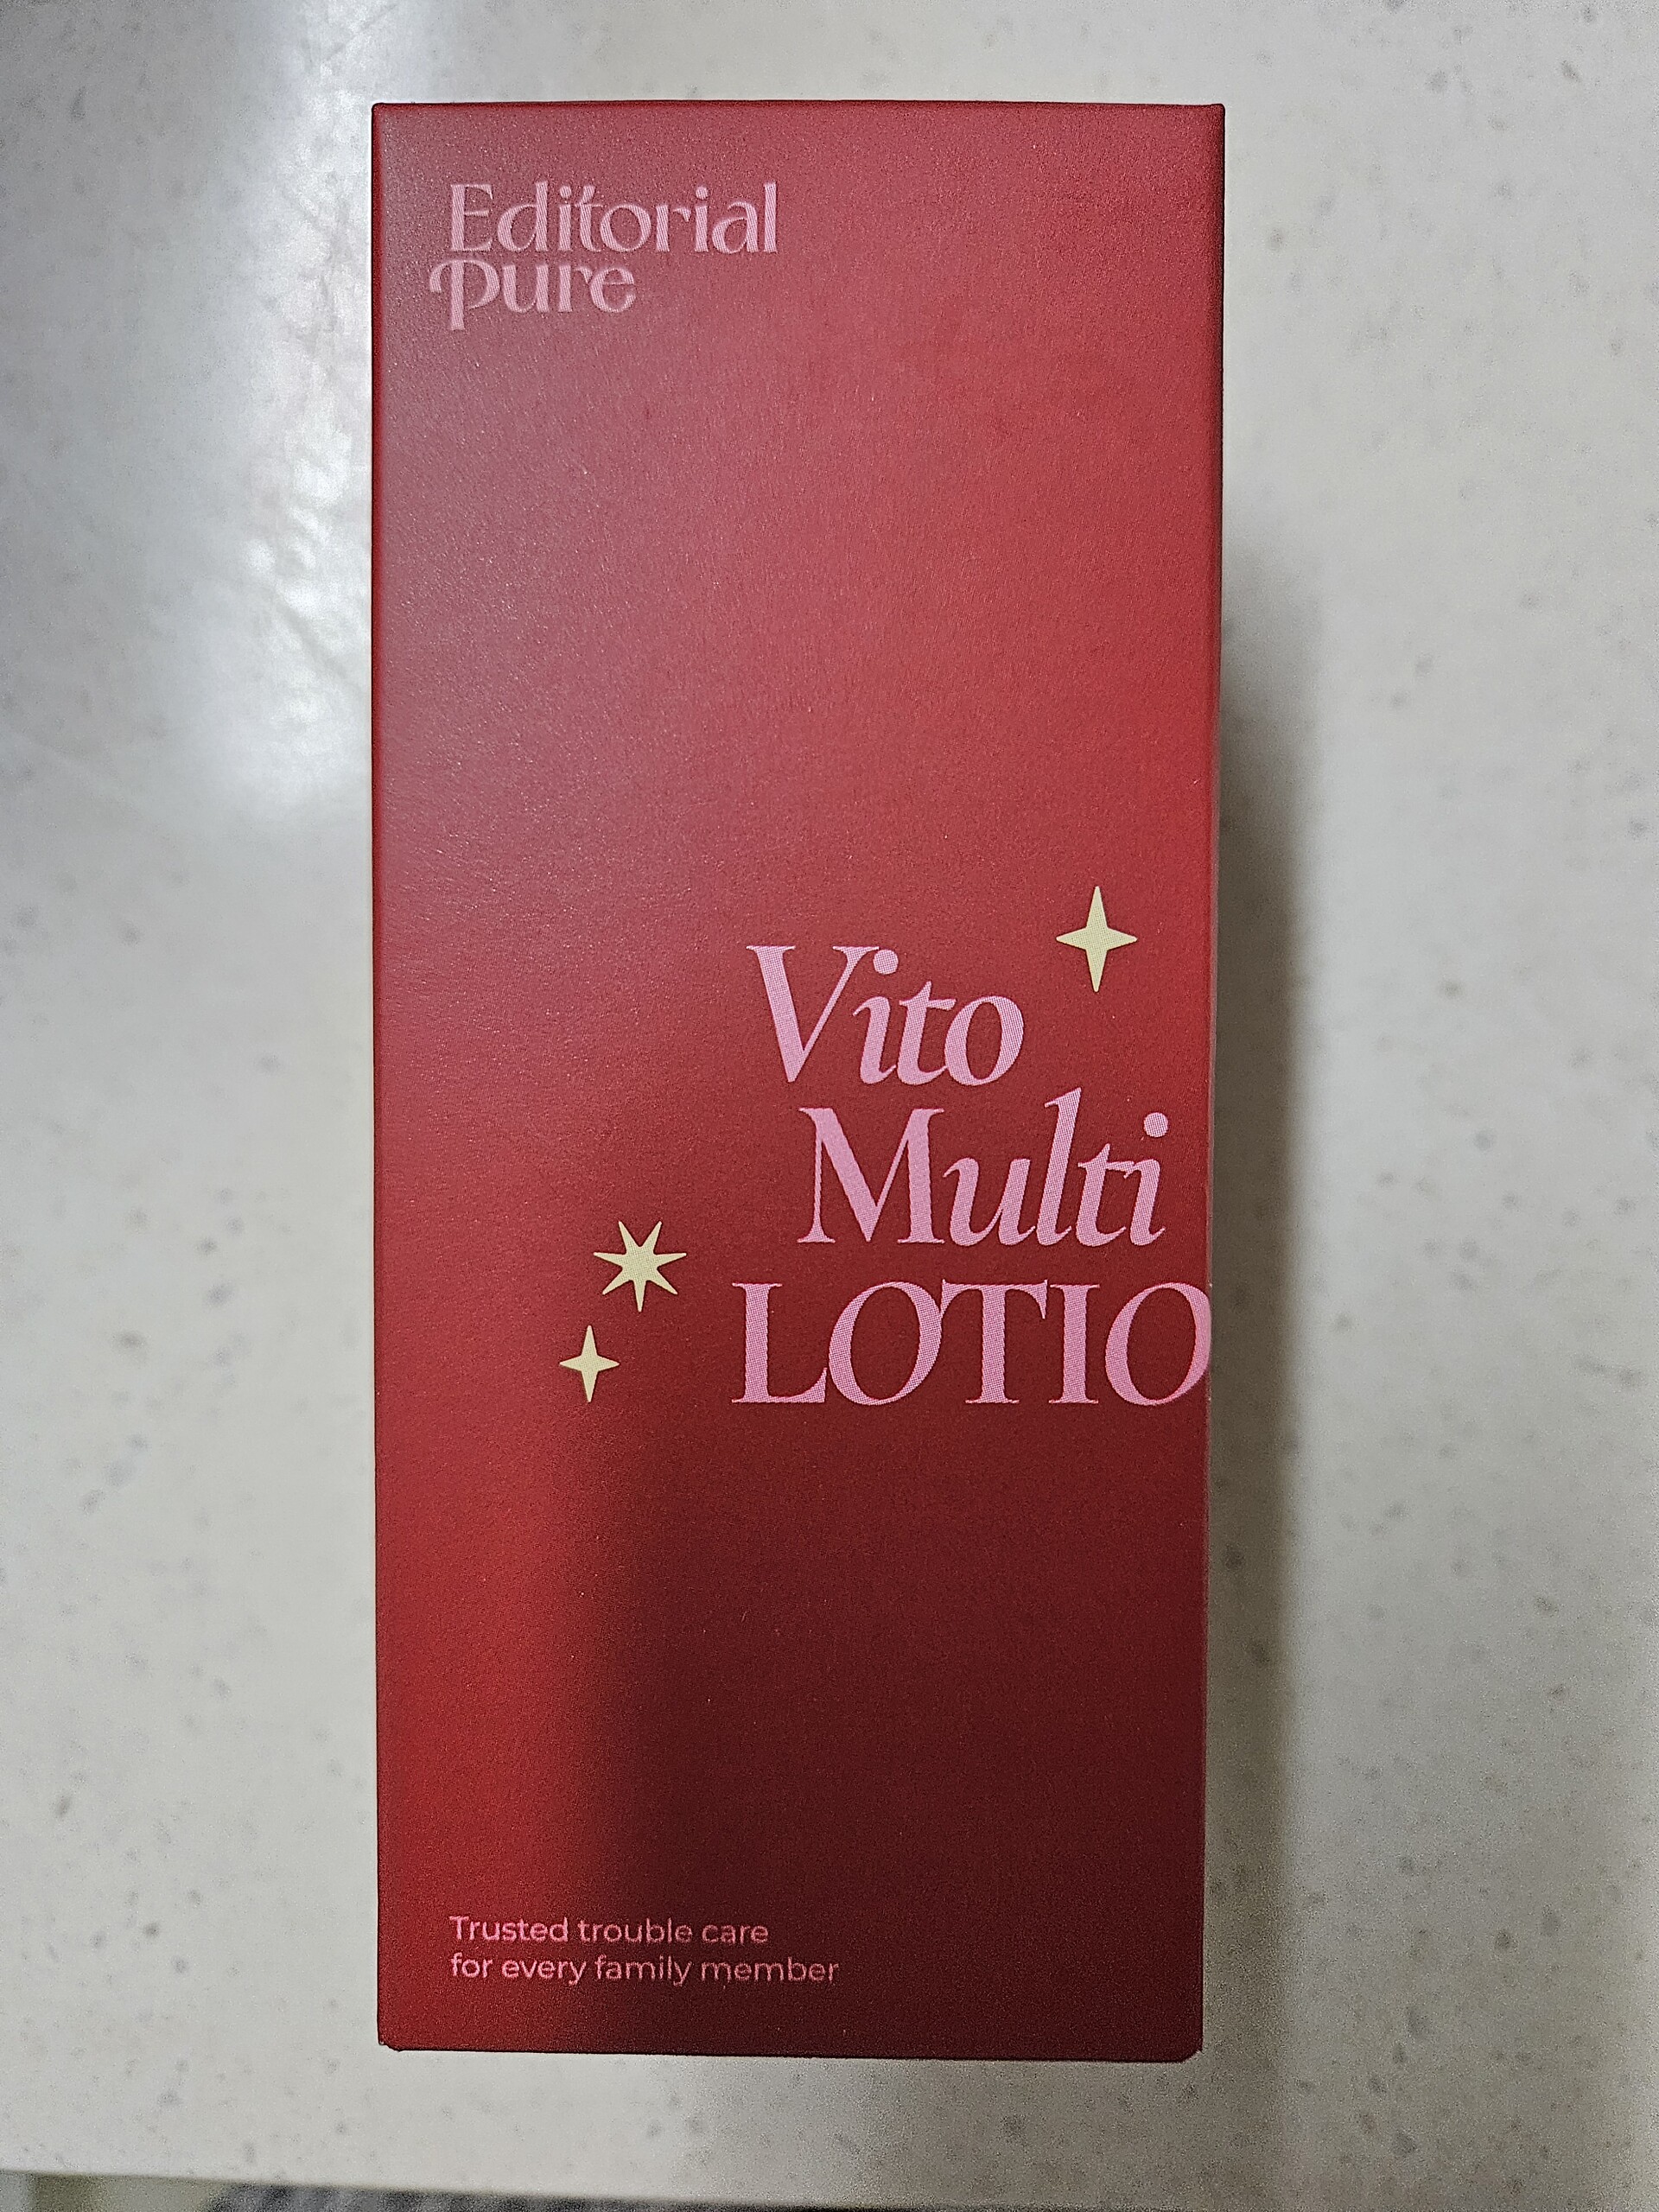 Editorial
Pure
Vito
Multi
LOTIO
Trusted trouble care
for every family member